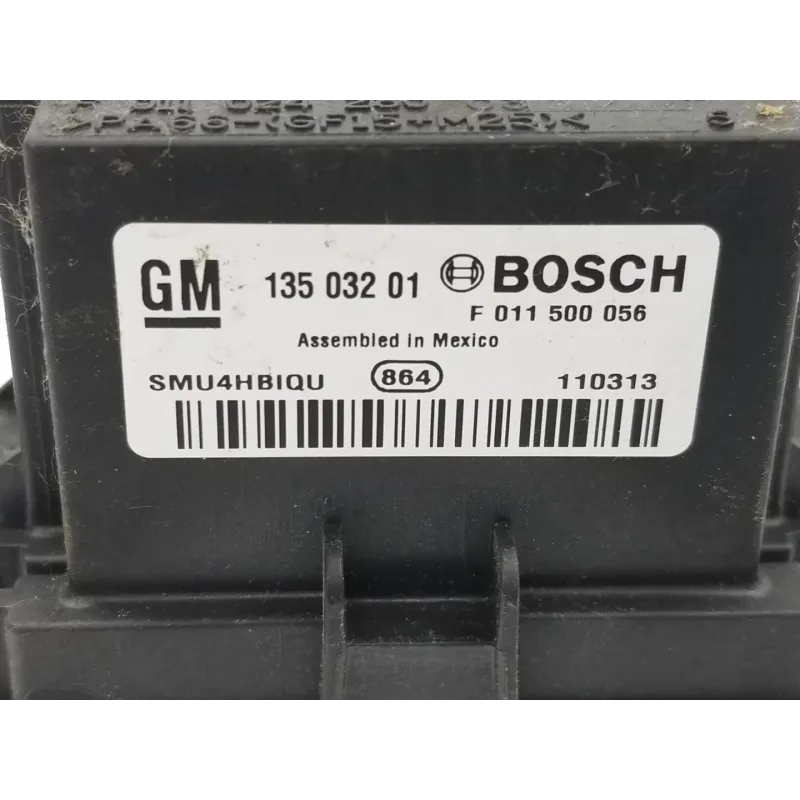 >PA66-(GF15+M25)<
GM 135 032 01 BOSCH
F 011 500 056
Assembled in Mexico
SMU4HBIQU 864 110313